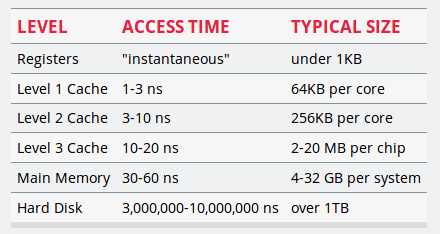 LEVEL ACCESS TIME TYPICAL SIZE
Registers "instantaneous" under 1KB
Level 1 Cache 1-3 ns 64KB per core
Level 2 Cache 3-10 ns 256KB per core
Level 3 Cache 10-20 ns 2-20 MB per chip
Main Memory 30-60 ns 4-32 GB per system
Hard Disk 3,000,000-10,000,000 ns over 1TB